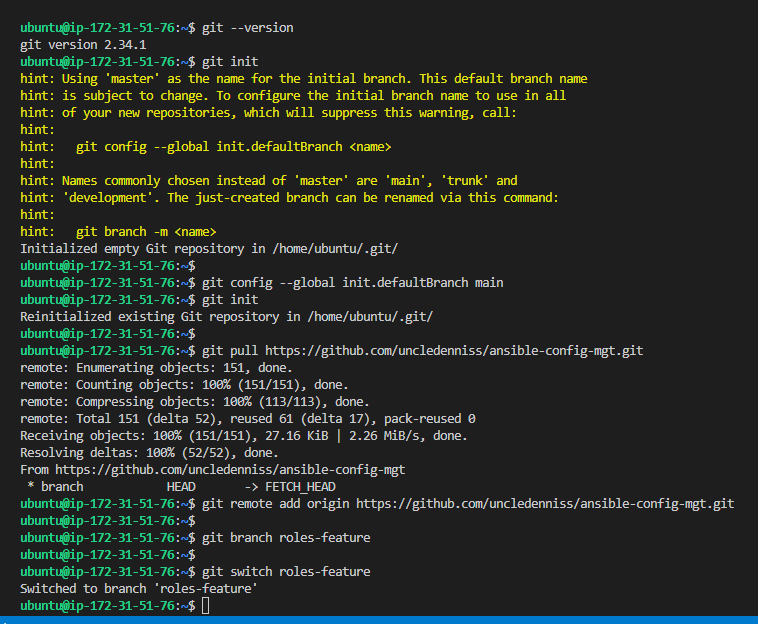 ubuntu@ip-172-31-51-76:~$ git --version
git version 2.34.1
ubuntu@ip-172-31-51-76:~$ git init
hint: Using 'master' as the name for the initial branch. This default branch name
hint: is subject to change. To configure the initial branch name to use in all
hint: of your new repositories, which will suppress this warning, call:
hint:
hint:   git config --global init.defaultBranch <name>
hint:
hint: Names commonly chosen instead of 'master' are 'main', 'trunk' and
hint: 'development'. The just-created branch can be renamed via this command:
hint:
hint:   git branch -m <name>
Initialized empty Git repository in /home/ubuntu/.git/
ubuntu@ip-172-31-51-76:~$
ubuntu@ip-172-31-51-76:~$ git config --global init.defaultBranch main
ubuntu@ip-172-31-51-76:~$ git init
Reinitialized existing Git repository in /home/ubuntu/.git/
ubuntu@ip-172-31-51-76:~$
ubuntu@ip-172-31-51-76:~$ git pull https://github.com/uncledenniss/ansible-config-mgt.git
remote: Enumerating objects: 151, done.
remote: Counting objects: 100% (151/151), done.
remote: Compressing objects: 100% (113/113), done.
remote: Total 151 (delta 52), reused 61 (delta 17), pack-reused 0
Receiving objects: 100% (151/151), 27.16 KiB | 2.26 MiB/s, done.
Resolving deltas: 100% (52/52), done.
From https://github.com/uncledenniss/ansible-config-mgt
 * branch            HEAD       -> FETCH_HEAD
ubuntu@ip-172-31-51-76:~$ git remote add origin https://github.com/uncledenniss/ansible-config-mgt.git
ubuntu@ip-172-31-51-76:~$
ubuntu@ip-172-31-51-76:~$ git branch roles-feature
ubuntu@ip-172-31-51-76:~$
ubuntu@ip-172-31-51-76:~$ git switch roles-feature
Switched to branch 'roles-feature'
ubuntu@ip-172-31-51-76:~$